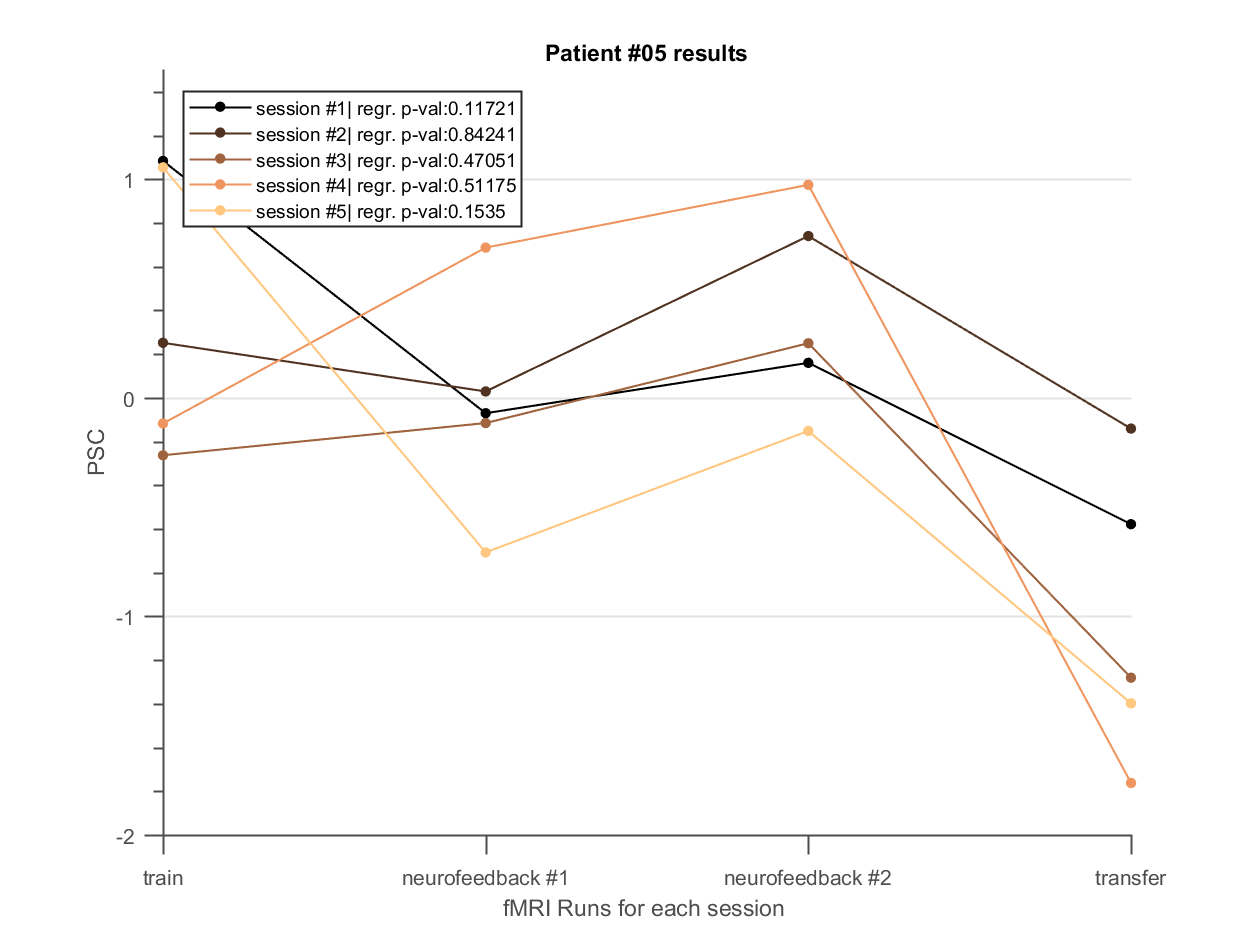 Patient #05 results
session #1| regr. p-val:0.11721
session #2| regr. p-val:0.84241
session #3| regr. p-val:0.47051
session #4| regr. p-val:0.51175
session #5| regr. p-val:0.1535
1
0
-1
-2
PSC
train neurofeedback #1 neurofeedback #2 transfer
fMRI Runs for each session